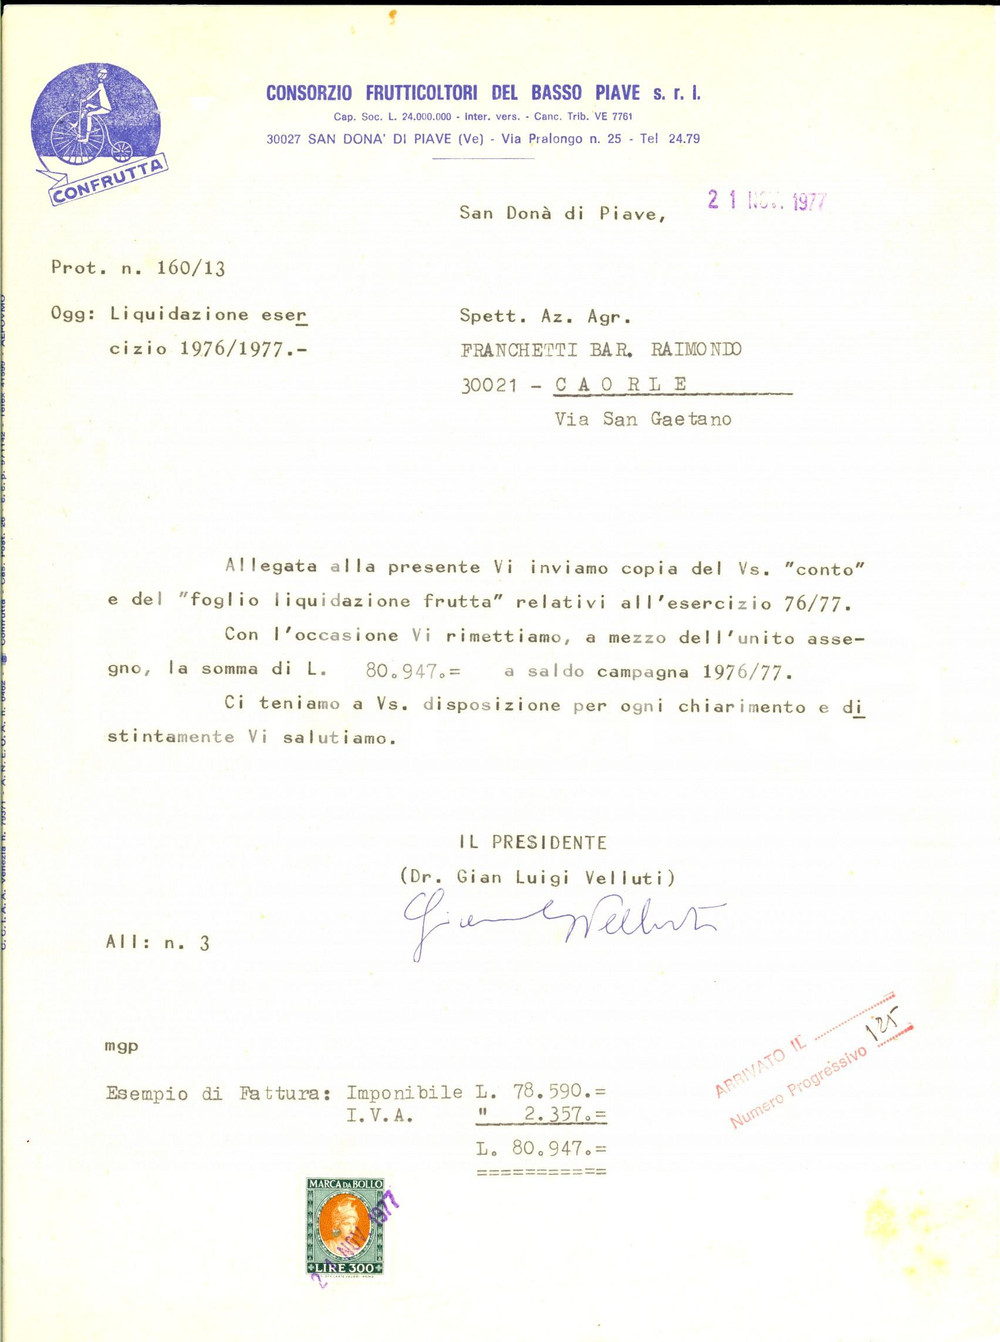 CONSORZIO FRUTTICOLTORI DEL BASSO PIAVE s. r. l.
Cap. Soc. L. 24.000.000 - Inter. vers. - Canc. Trib. VE 7761
30027 SAN DONA' DI PIAVE (Ve) - Via Pralongo n. 25 - Tel 24.79
CONFRUTTA
San Donà di Piave,
21 NOV. 1977
Prot. n. 160/13
Ogg: Liquidazione eser
cizio 1976/1977.-
Spett. Az. Agr.
FRANCHETTI BAR. RAIMONDO
30021 - C A O R L E
Via San Gaetano
Allegata alla presente Vi inviamo copia del Vs. "conto"
e del "foglio liquidazione frutta" relativi all'esercizio 76/77.
Con l'occasione Vi rimettiamo, a mezzo dell'unito asse-
gno, la somma di L. 80.947.= a saldo campagna 1976/77.
Ci teniamo a Vs. disposizione per ogni chiarimento e di
stintamente Vi salutiamo.
IL PRESIDENTE
(Dr. Gian Luigi Velluti)
All: n. 3
mgp
ARRIVATO IL
Numero Progressivo 125
Esempio di Fattura: Imponibile L. 78.590.=
I.V.A. " 2.357.=
L. 80.947.=
===========
MARCA DA BOLLO
LIRE 300
21 NOV 1977